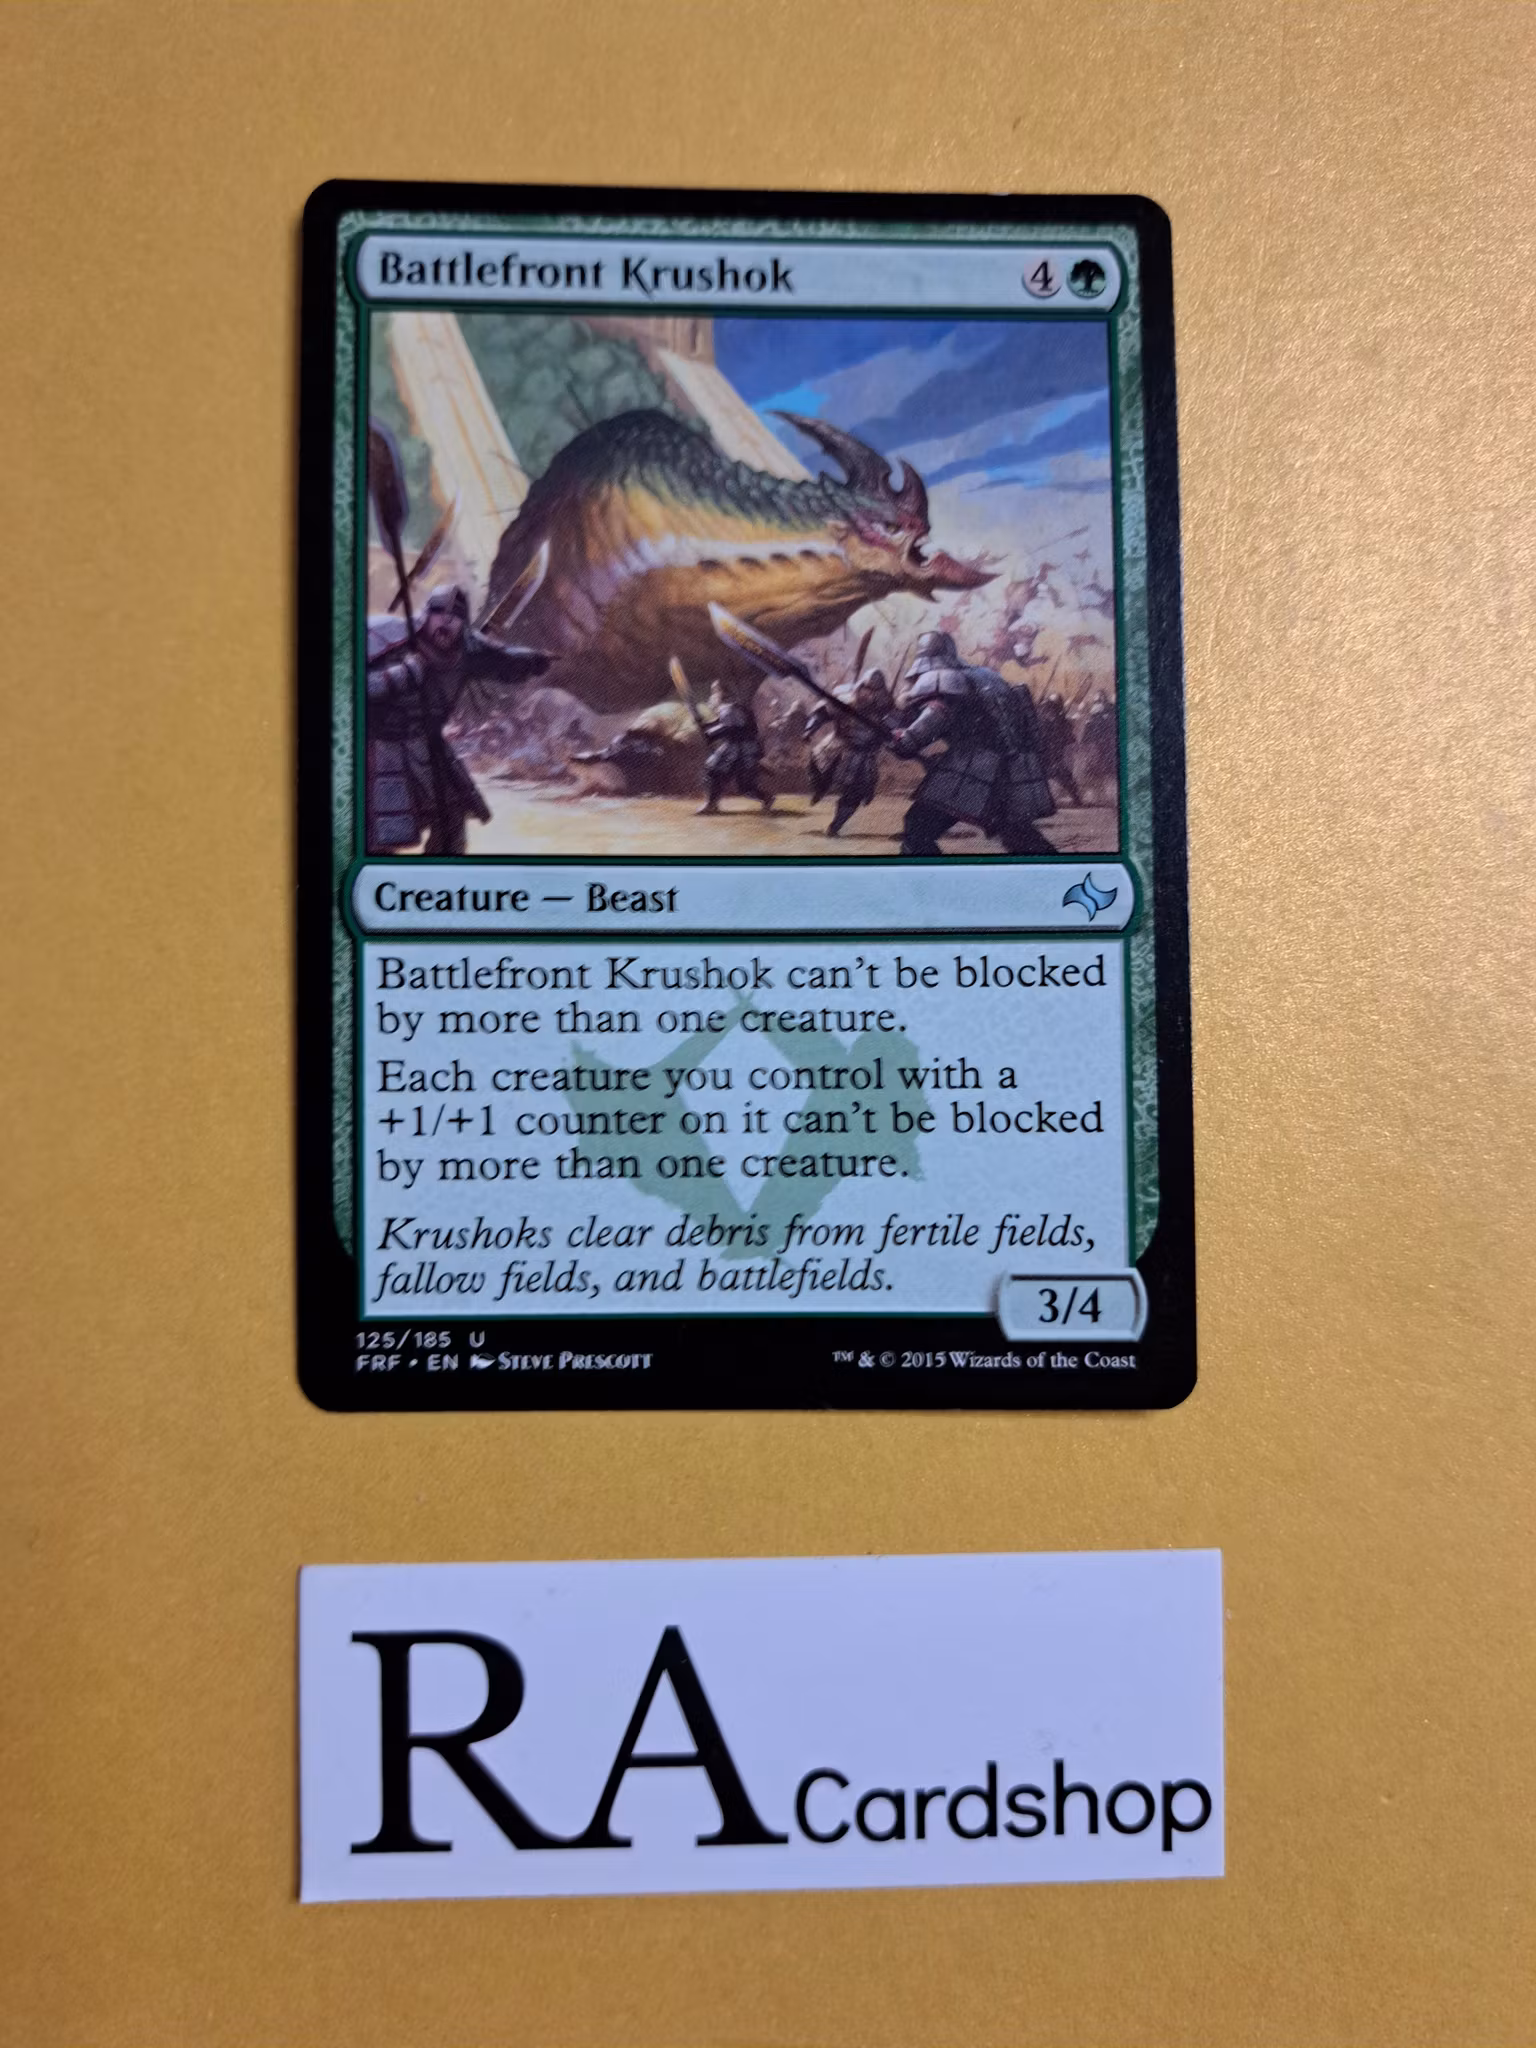 Battlefront Krushok 4
Creature — Beast
Battlefront Krushok can't be blocked
by more than one creature.
Each creature you control with a
+1/+1 counter on it can't be blocked
by more than one creature.
Krushoks clear debris from fertile fields,
fallow fields, and battlefields.
3/4
125/185 U
FRF • EN Steve Prescott
™ & © 2015 Wizards of the Coast
RA Cardshop